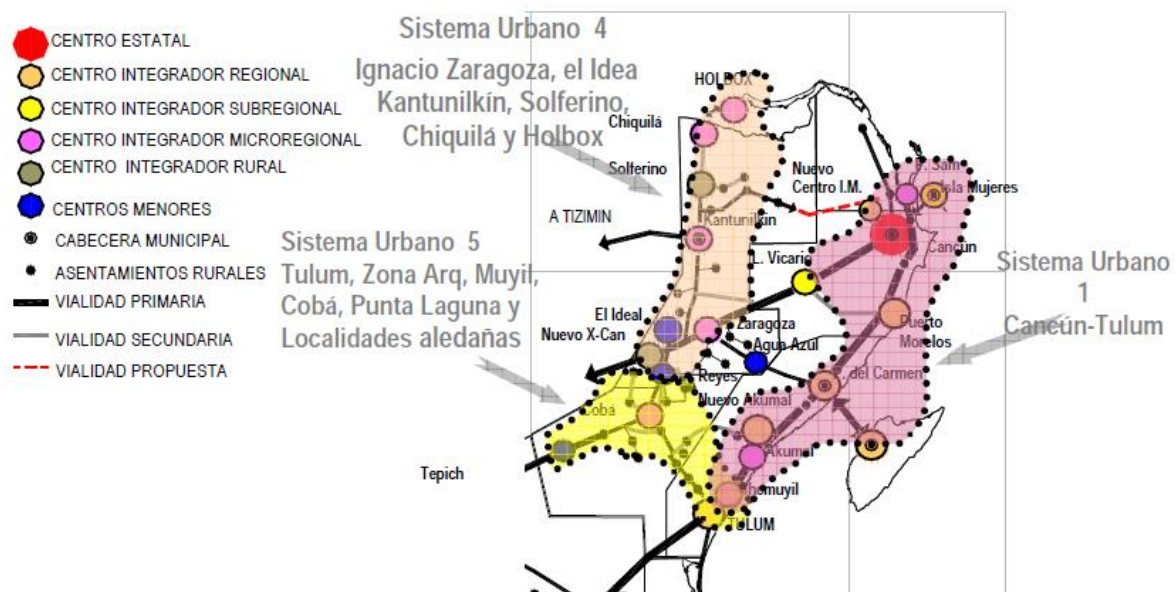 CENTRO ESTATAL
CENTRO INTEGRADOR REGIONAL
CENTRO INTEGRADOR SUBREGIONAL
CENTRO INTEGRADOR MICROREGIONAL
CENTRO INTEGRADOR RURAL
CENTROS MENORES
CABECERA MUNICIPAL
ASENTAMIENTOS RURALES
VIALIDAD PRIMARIA
VIALIDAD SECUNDARIA
VIALIDAD PROPUESTA
Sistema Urbano 4
Ignacio Zaragoza, el Idea
Kantunilkín, Solferino,
Chiquilá y Holbox
Sistema Urbano 5
Tulum, Zona Arq, Muyil,
Cobá, Punta Laguna y
Localidades aledañas
Sistema Urbano
1
Cancún-Tulum
HOLBOX
Chiquilá
Solferino
Nuevo
Centro I.M.
P. Sam
Isla Mujeres
A TIZIMIN
Kantunilkin
Cancún
L. Vicario
El Ideal
Nuevo X-Can
Zaragoza
Agua Azúl
Puerto
Morelos
Reyes
. del Carmen
Nuevo Akumal
Cobá
Akumal
Tepich
homuyil
TULUM